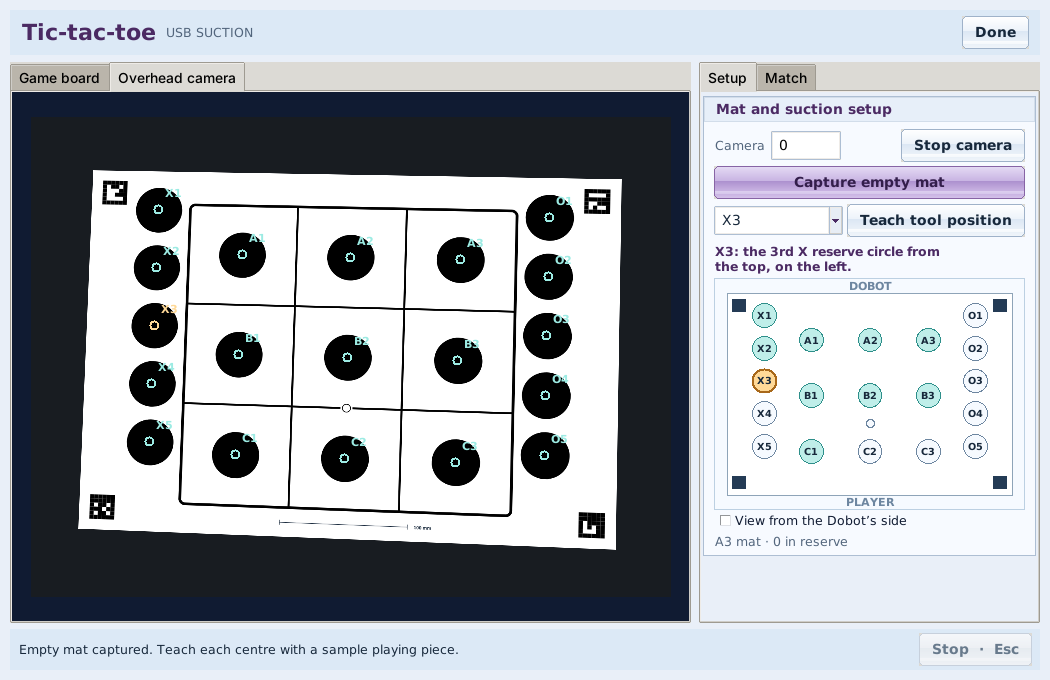 Tic-tac-toe USB SUCTION
Done
Game board Overhead camera
X1 O1
A1 A2 A3
X2 O2
X3 O3
B1 B2 B3
X4 O4
X5 O5
C1 C2 C3
100 mm
Setup Match
Mat and suction setup
Camera 0 Stop camera
Capture empty mat
X3 Teach tool position
X3: the 3rd X reserve circle from
the top, on the left.
DOBOT
X1 O1
A1 A2 A3
X2 O2
X3 O3
B1 B2 B3
X4 O4
X5 C1 C2 C3 O5
PLAYER
View from the Dobot’s side
A3 mat · 0 in reserve
Empty mat captured. Teach each centre with a sample playing piece.
Stop · Esc